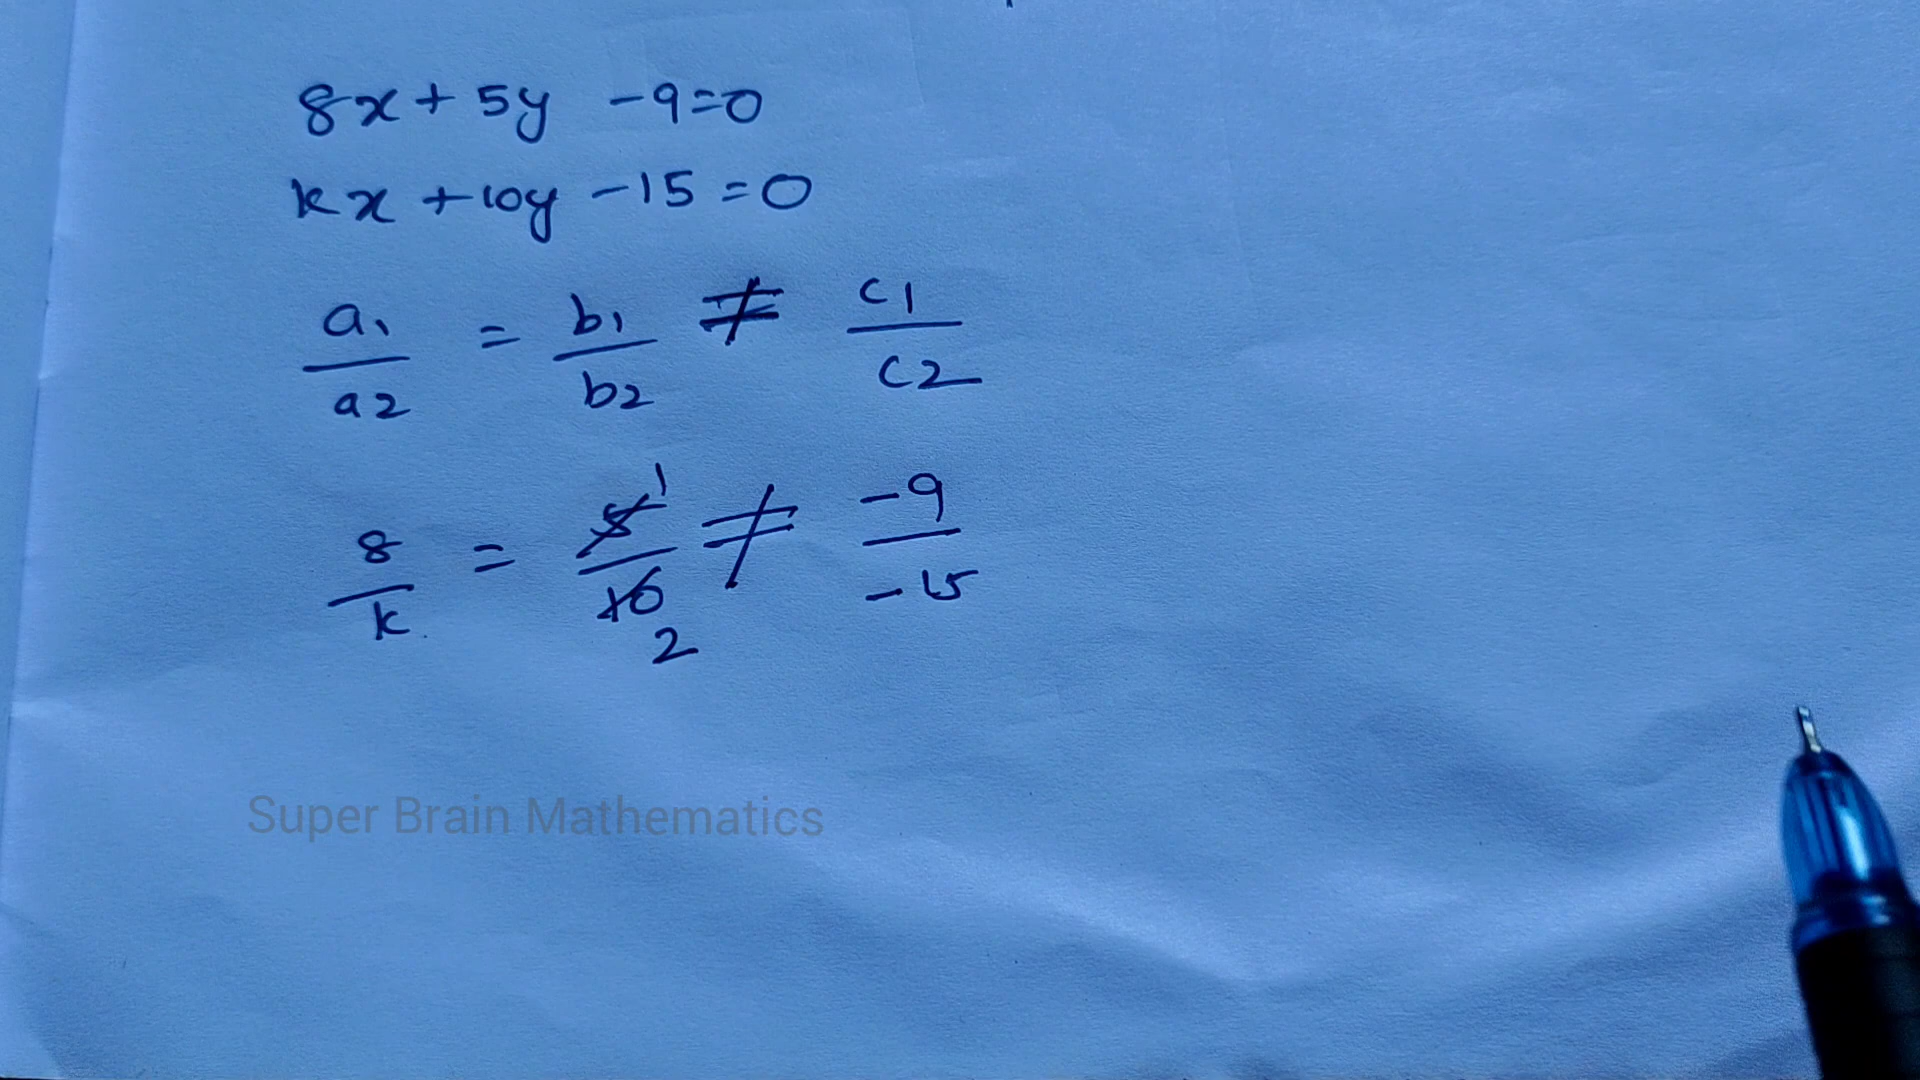 8x + 5y - 9 = 0
kx + 10y - 15 = 0
a1/a2 = b1/b2 ≠ c1/c2
8/k = 5/10 ≠ -9/-15
1
2
Super Brain Mathematics